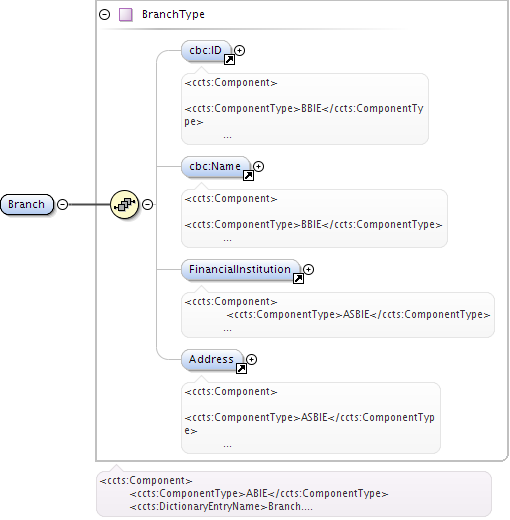 BranchType
cbc:ID
<ccts:Component>
<ccts:ComponentType>BBIE</ccts:ComponentTy
pe>
...
cbc:Name
<ccts:Component>
<ccts:ComponentType>BBIE</ccts:ComponentType>
...
Branch
FinancialInstitution
<ccts:Component>
<ccts:ComponentType>ASBIE</ccts:ComponentType>
...
Address
<ccts:Component>
<ccts:ComponentType>ASBIE</ccts:ComponentTyp
e>
...
<ccts:Component>
<ccts:ComponentType>ABIE</ccts:ComponentType>
<ccts:DictionaryEntryName>Branch....